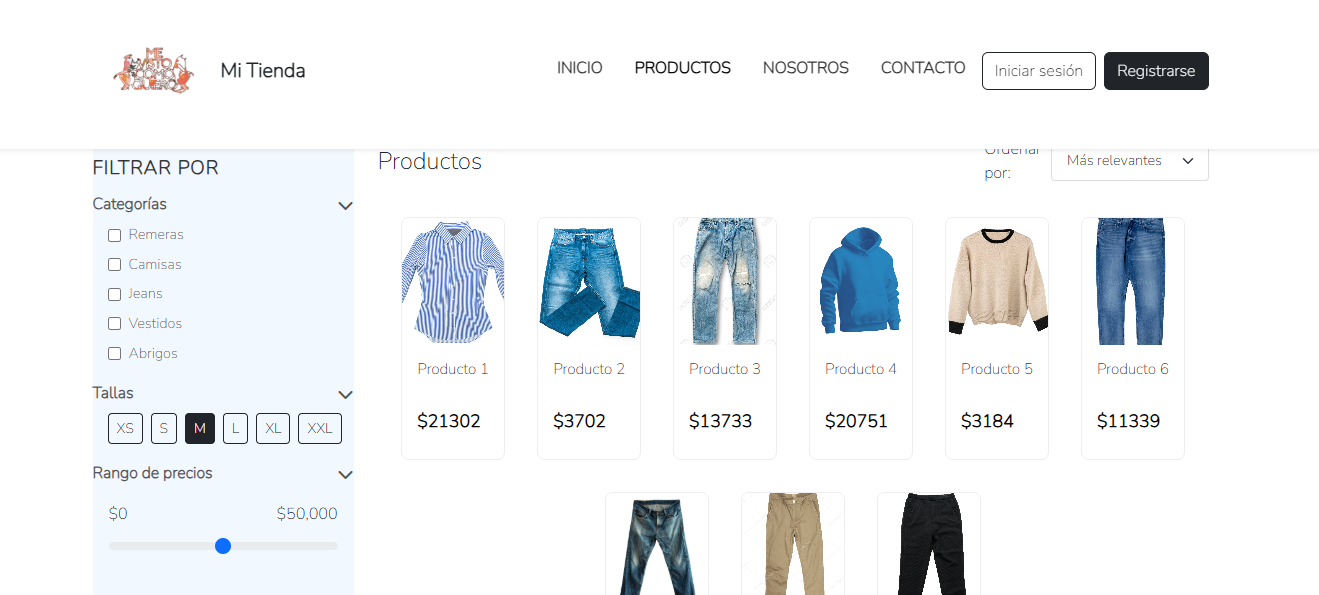 ME
VISTO
COMO
QUIERO
Mi Tienda
INICIO
PRODUCTOS
NOSOTROS
CONTACTO
Iniciar sesión
Registrarse
FILTRAR POR
Categorías
Remeras
Camisas
Jeans
Vestidos
Abrigos
Tallas
XS S M L XL XXL
Rango de precios
$0 $50,000
Productos
Ordenar
por:
Más relevantes
Producto 1
$21302
Producto 2
$3702
Producto 3
$13733
Producto 4
$20751
Producto 5
$3184
Producto 6
$11339